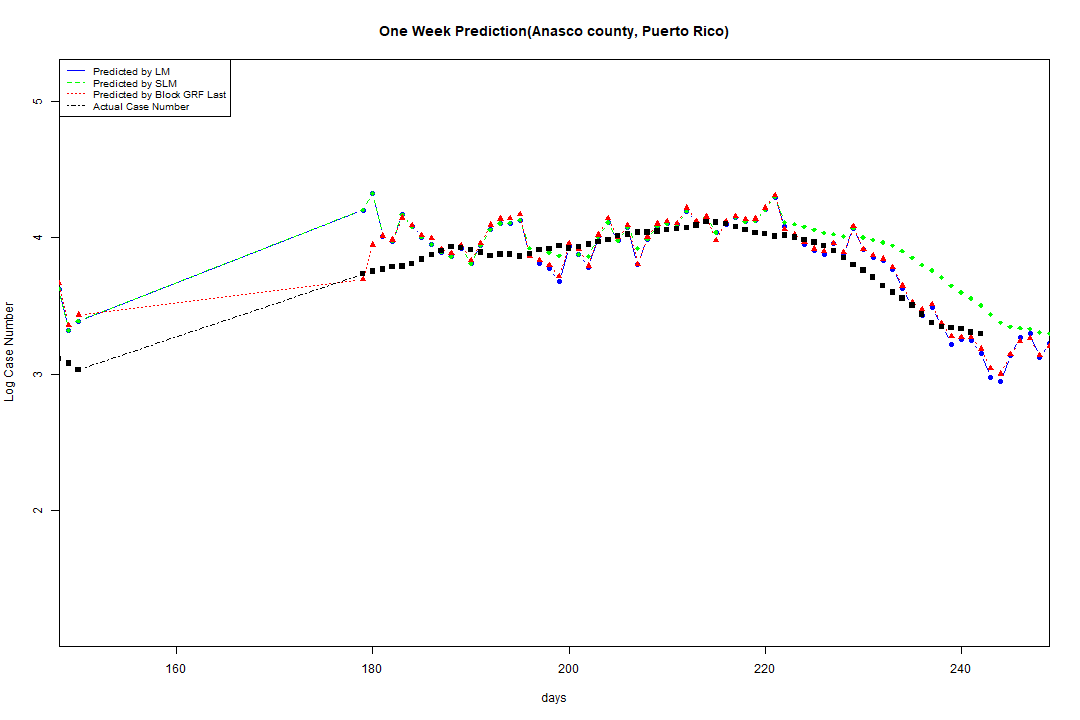 One Week Prediction(Anasco county, Puerto Rico)
Predicted by LM
Predicted by SLM
Predicted by Block GRF Last
Actual Case Number
5
4
3
2
Log Case Number
160
180
200
220
240
days